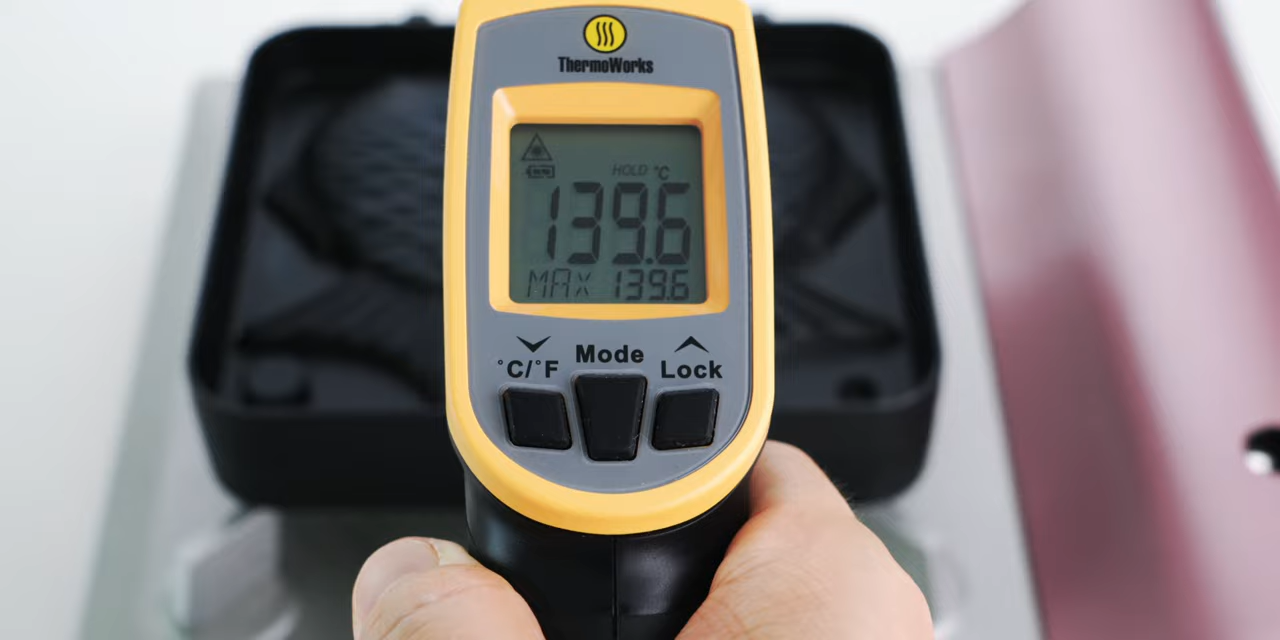 ThermoWorks
HOLD °C
139.6
MAX 139.6
°C/°F Mode Lock